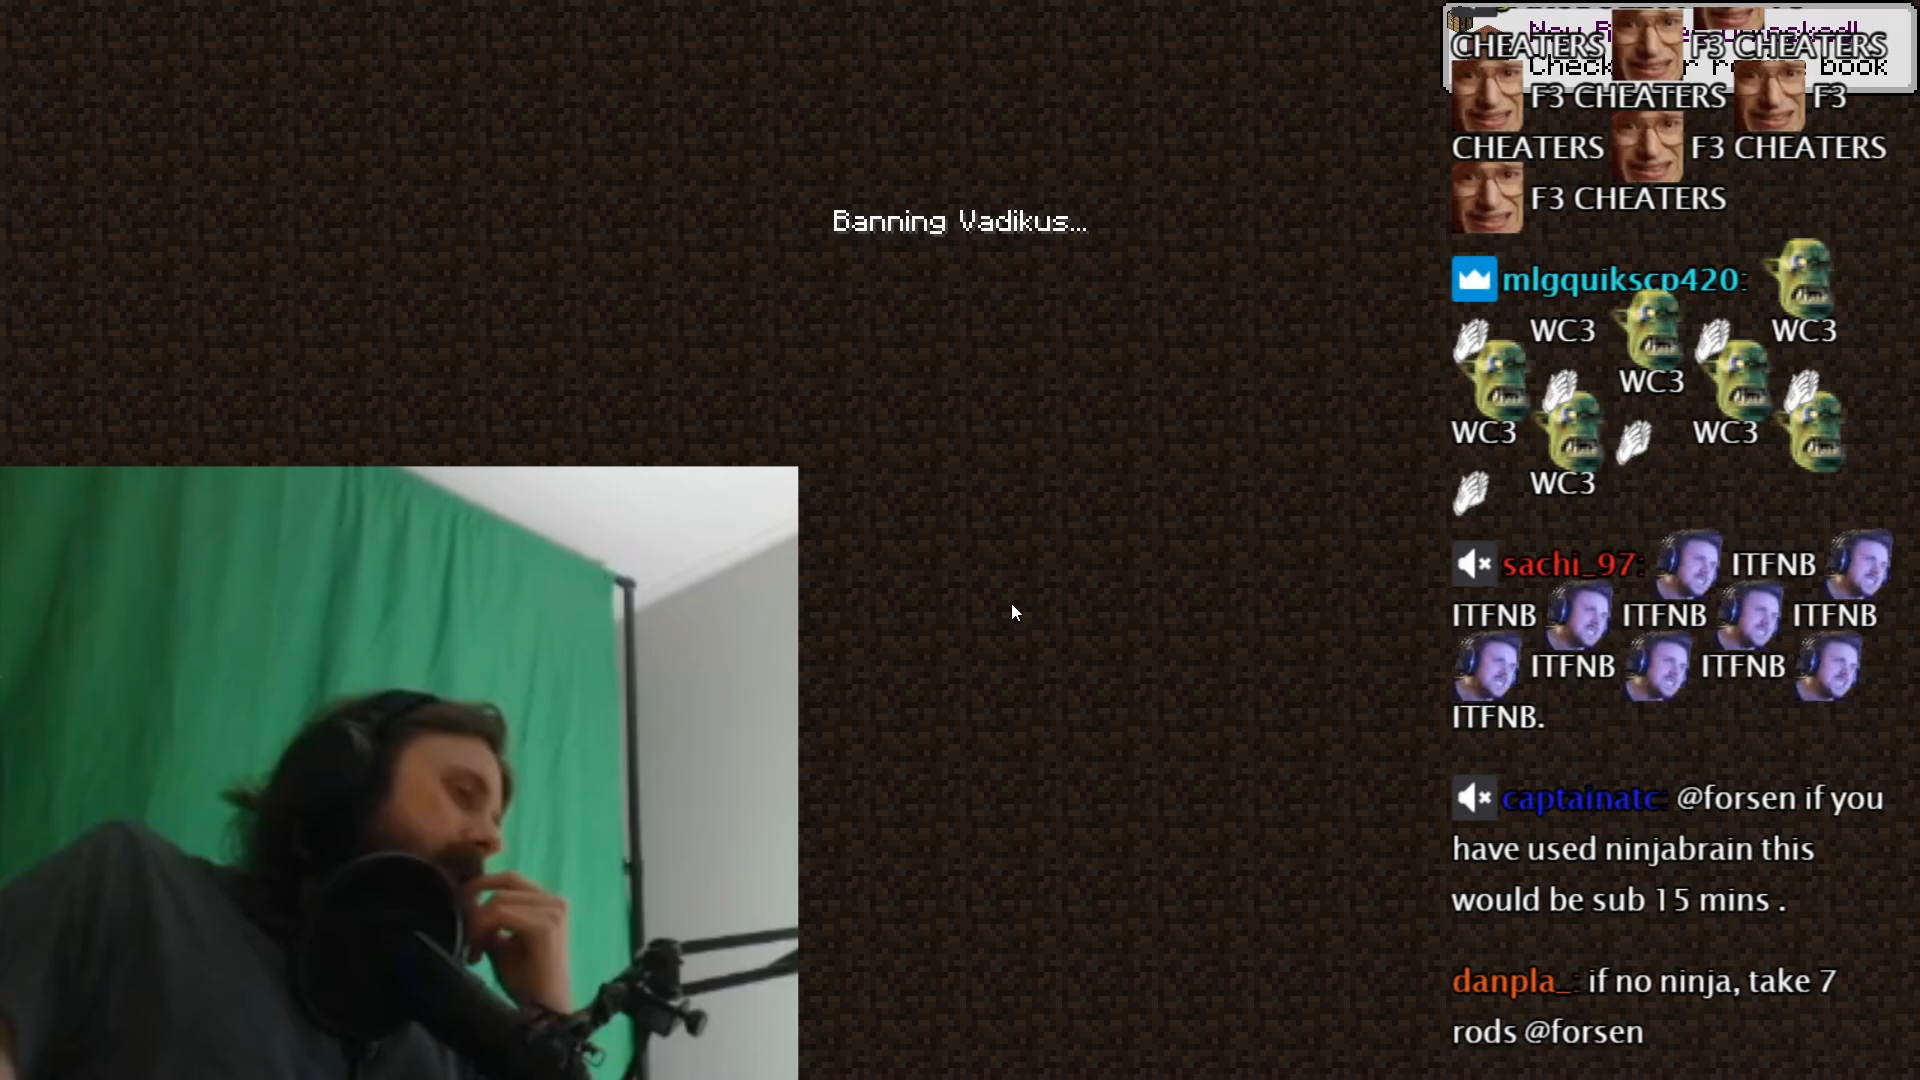 Banning Vadikus...
CHEATERS F3 CHEATERS
book
F3 CHEATERS F3
CHEATERS F3 CHEATERS
F3 CHEATERS
mlgquikscp420:
WC3 WC3
WC3
WC3 WC3
WC3
sachi_97: ITFNB
ITFNB ITFNB ITFNB
ITFNB ITFNB
ITFNB.
captainatc: @forsen if you
have used ninjabrain this
would be sub 15 mins .
danpla_: if no ninja, take 7
rods @forsen